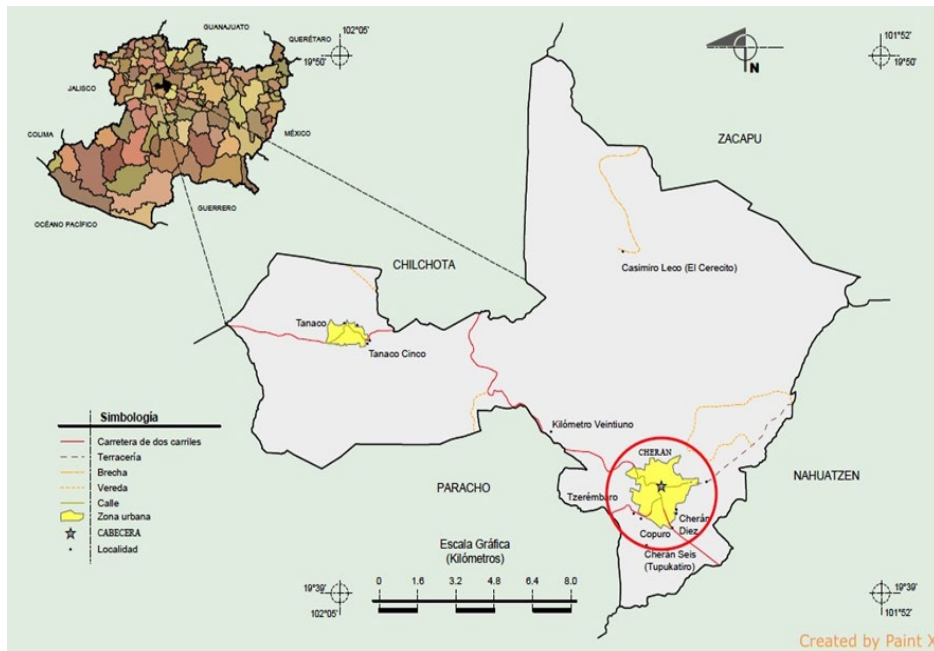 GUANAJUATO
QUERÉTARO
102°05'
19°50'
101°52'
19°50'
N
JALISCO
COLIMA
MÉXICO
GUERRERO
OCÉANO PACÍFICO
ZACAPU
CHILCHOTA
Casimiro Leco (El Cerecito)
Tanaco
Tanaco Cinco
Simbología
Carretera de dos carriles
Terracería
Brecha
Vereda
Calle
Zona urbana
CABECERA
Localidad
Kilómetro Veintiuno
CHERÁN
PARACHO
NAHUATZEN
Tzerémbaro
Cherán
Diez
Copuro
Cherán Seis
(Tupukatiro)
Escala Gráfica
(Kilómetros)
0 1.6 3.2 4.8 6.4 8.0
19°39'
102°05'
19°39'
101°52'
Created by Paint X